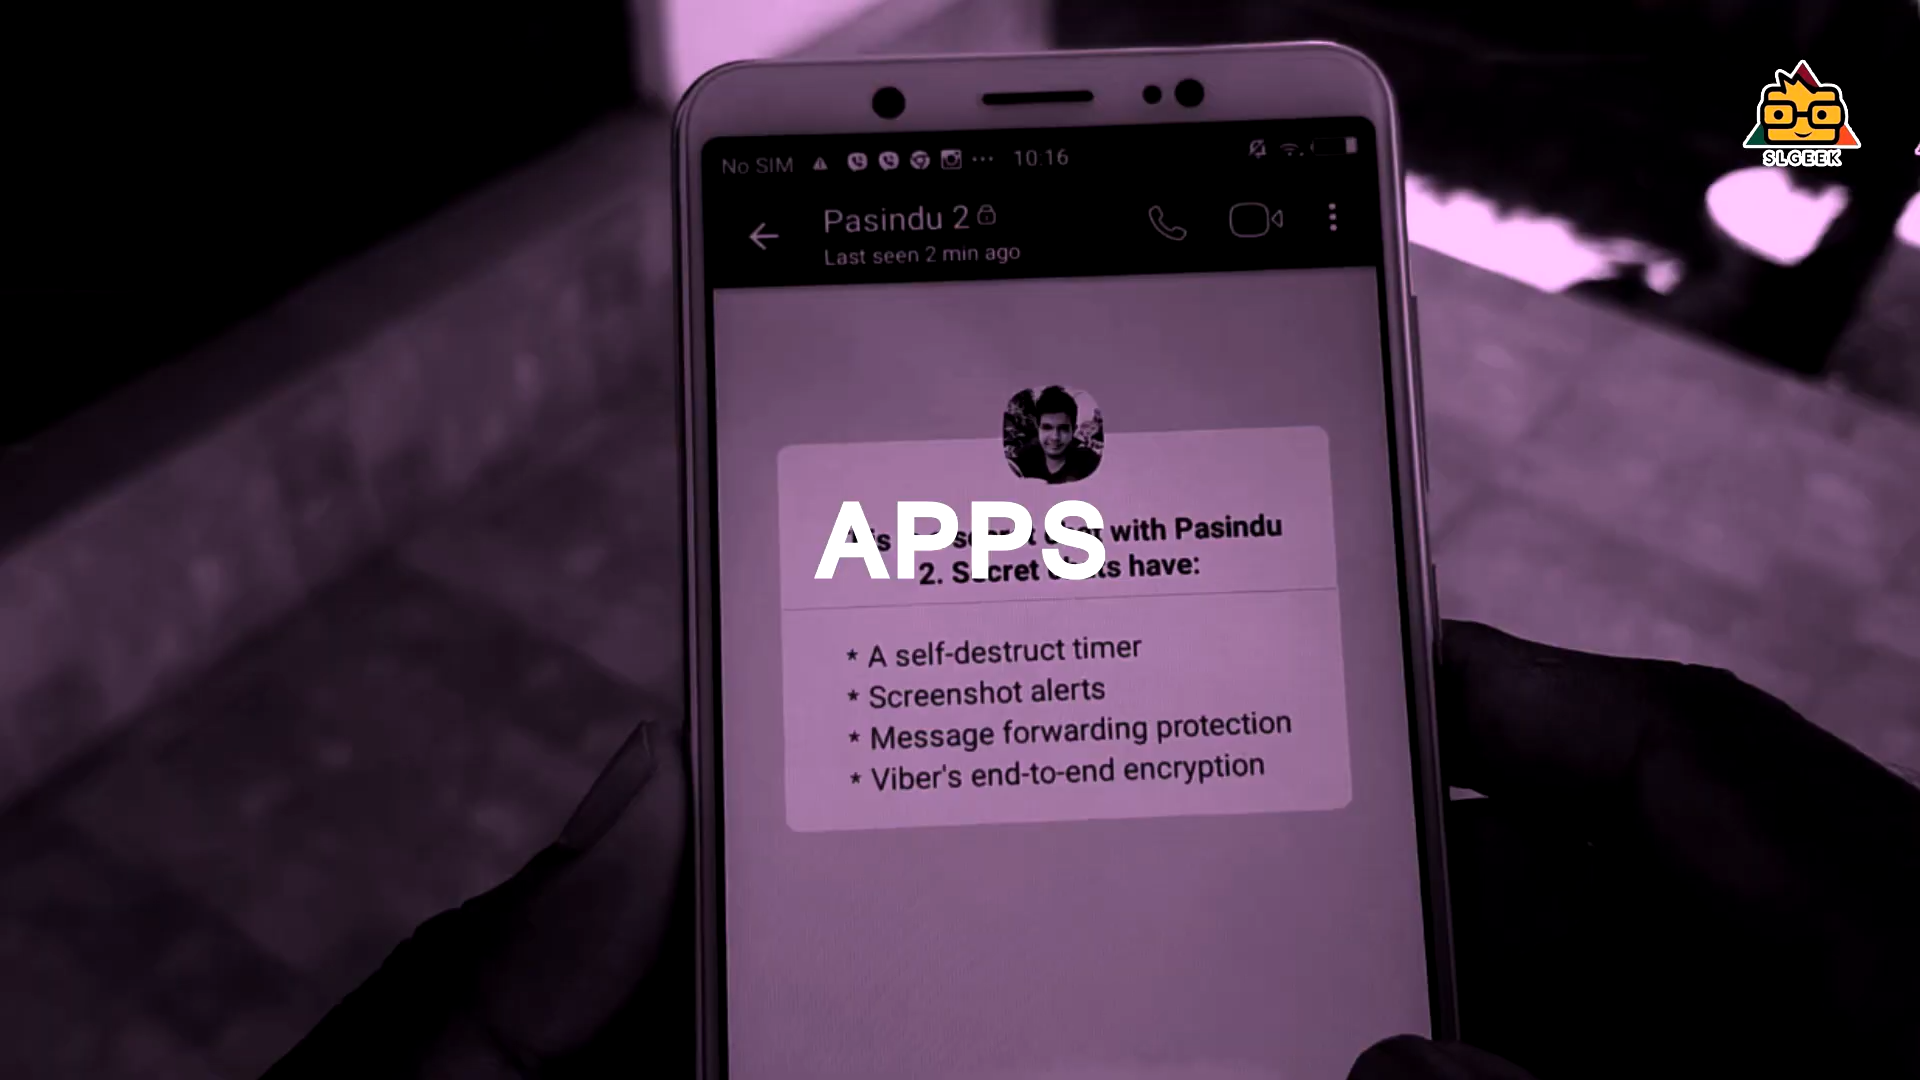 SLGEEK
No SIM 10:16
Pasindu 2
Last seen 2 min ago
APPS
with Pasindu
2. Secret have:
* A self-destruct timer
* Screenshot alerts
* Message forwarding protection
* Viber's end-to-end encryption